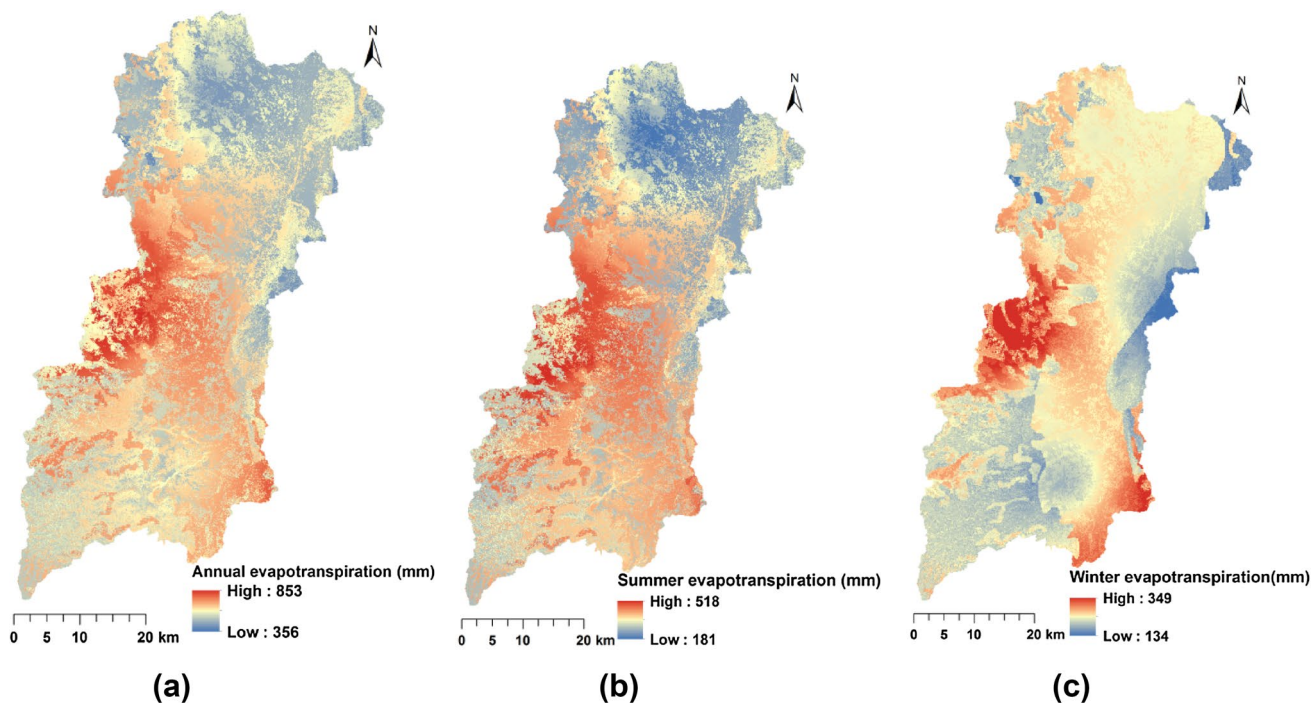 N
N
N
Annual evapotranspiration (mm)
High : 853
Low : 356
0 5 10 20 km
(a)
Summer evapotranspiration (mm)
High : 518
Low : 181
0 5 10 20 km
(b)
Winter evapotranspiration(mm)
High : 349
Low : 134
0 5 10 20 km
(c)